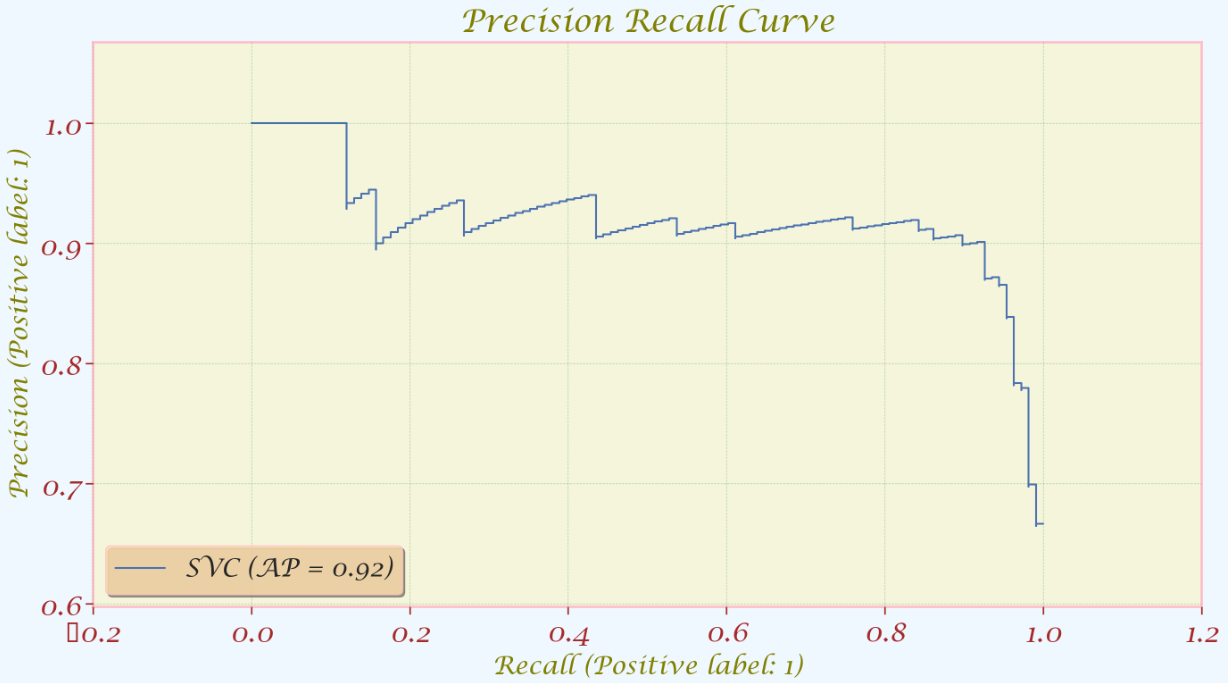 Precision Recall Curve
Precision (Positive label: 1)
1.0
0.9
0.8
0.7
0.6
SVC (AP = 0.92)
▯0.2 0.0 0.2 0.4 0.6 0.8 1.0 1.2
Recall (Positive label: 1)